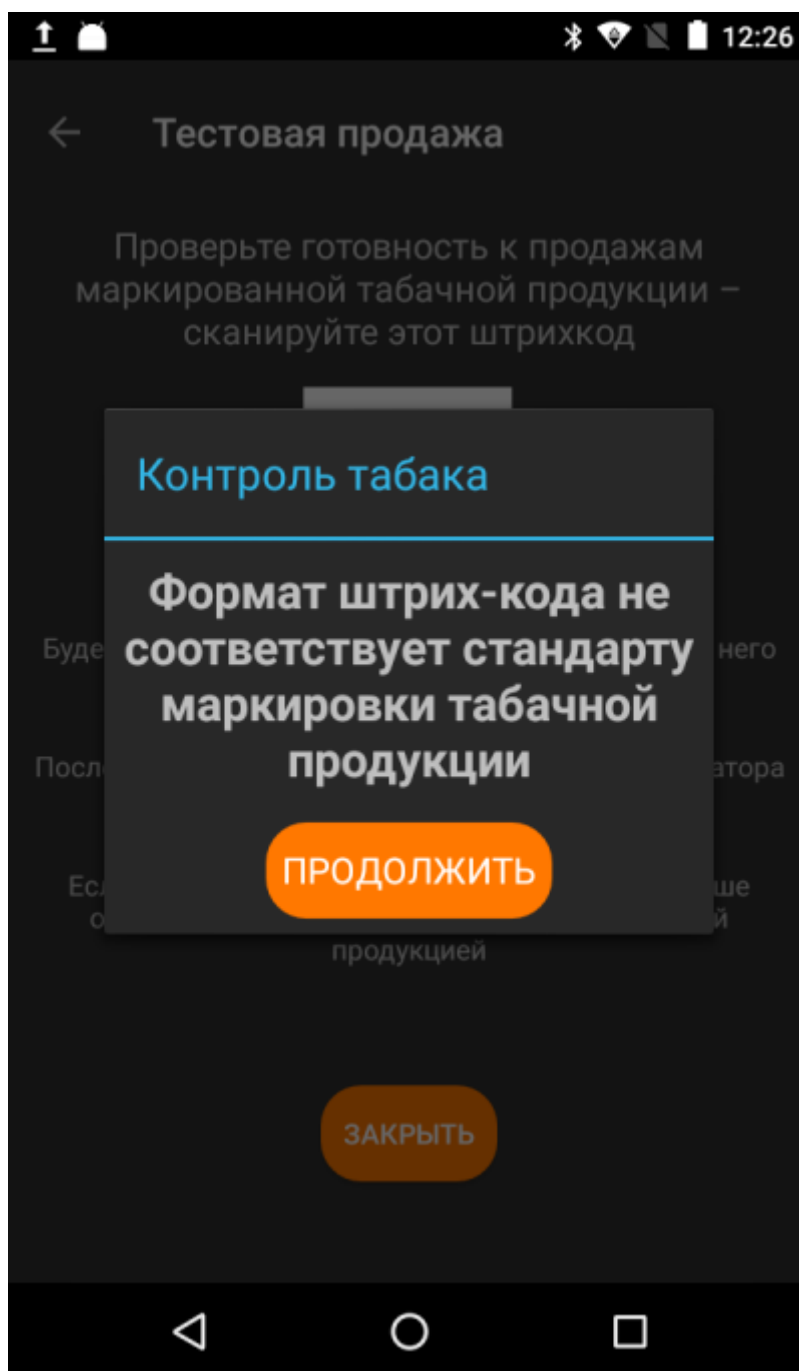 12:26
Тестовая продажа
Проверьте готовность к продажам
маркированной табачной продукции –
сканируйте этот штрихкод
Контроль табака
Формат штрих-кода не
соответствует стандарту
маркировки табачной
продукции
него
ПРОДОЛЖИТЬ
продукцией
ЗАКРЫТЬ